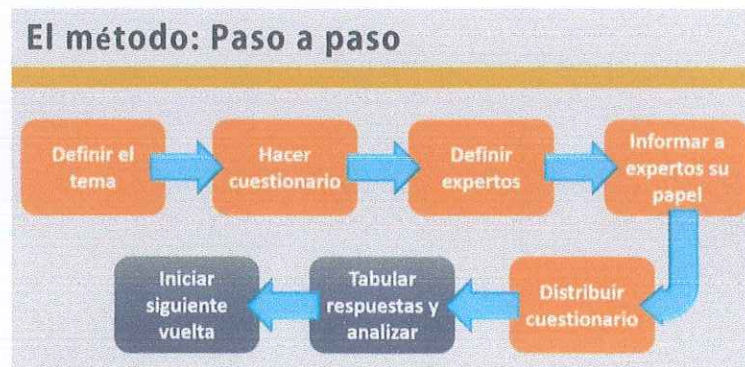 El método: Paso a paso
Definir el
tema
Hacer
cuestionario
Definir
expertos
Informar a
expertos su
papel
Distribuir
cuestionario
Tabular
respuestas y
analizar
Iniciar
siguiente
vuelta